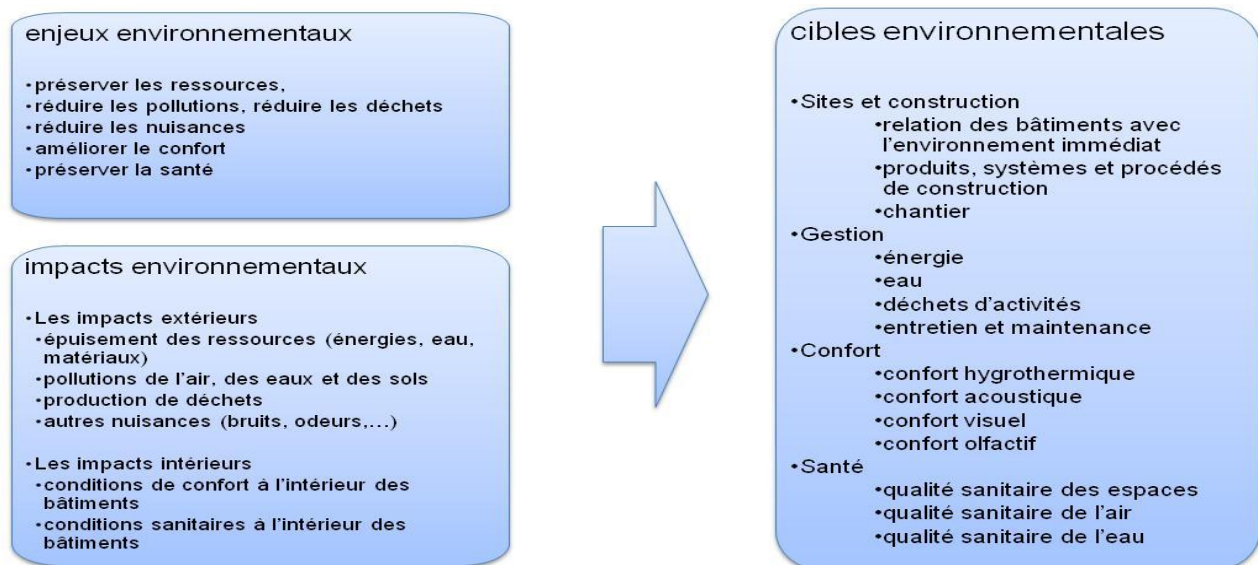 enjeux environnementaux
•préserver les ressources,
•réduire les pollutions, réduire les déchets
•réduire les nuisances
•améliorer le confort
•préserver la santé
impacts environnementaux
•Les impacts extérieurs
•épuisement des ressources (énergies, eau,
matériaux)
•pollutions de l'air, des eaux et des sols
•production de déchets
•autres nuisances (bruits, odeurs,...)
•Les impacts intérieurs
•conditions de confort à l'intérieur des
bâtiments
•conditions sanitaires à l'intérieur des
bâtiments
cibles environnementales
•Sites et construction
•relation des bâtiments avec
l'environnement immédiat
•produits, systèmes et procédés
de construction
•chantier
•Gestion
•énergie
•eau
•déchets d'activités
•entretien et maintenance
•Confort
•confort hygrothermique
•confort acoustique
•confort visuel
•confort olfactif
•Santé
•qualité sanitaire des espaces
•qualité sanitaire de l'air
•qualité sanitaire de l'eau